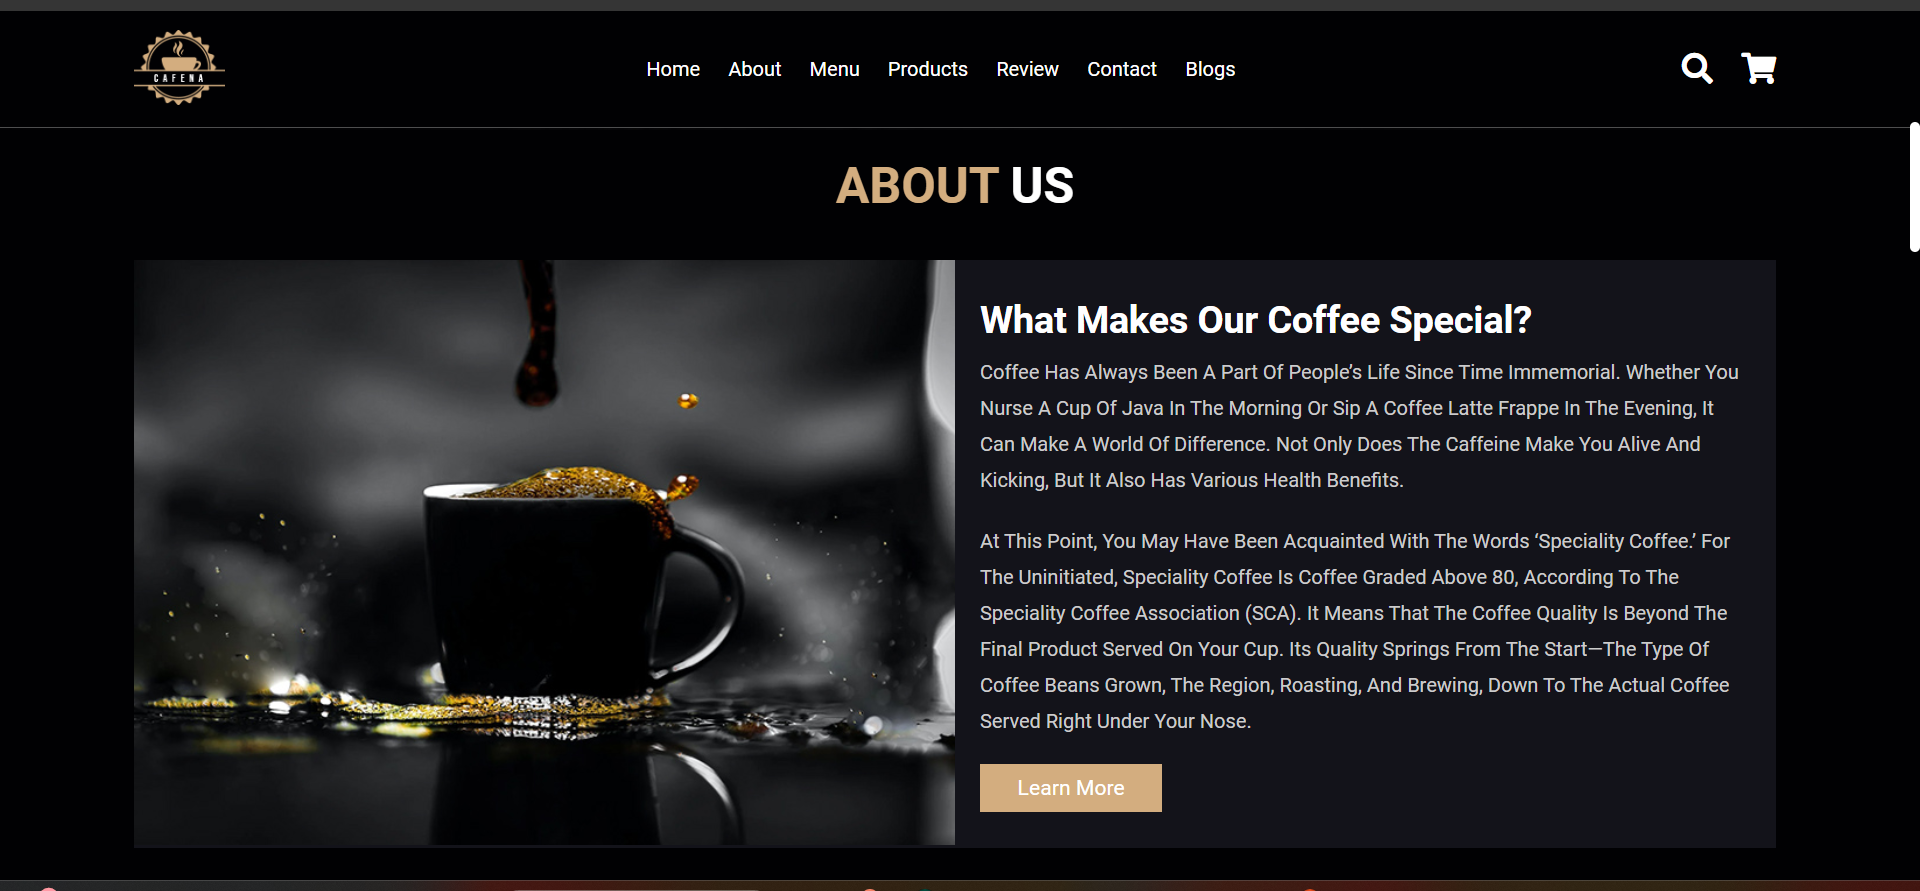 CAFENA
Home About Menu Products Review Contact Blogs
ABOUT US
What Makes Our Coffee Special?
Coffee Has Always Been A Part Of People’s Life Since Time Immemorial. Whether You
Nurse A Cup Of Java In The Morning Or Sip A Coffee Latte Frappe In The Evening, It
Can Make A World Of Difference. Not Only Does The Caffeine Make You Alive And
Kicking, But It Also Has Various Health Benefits.
At This Point, You May Have Been Acquainted With The Words ‘Speciality Coffee.’ For
The Uninitiated, Speciality Coffee Is Coffee Graded Above 80, According To The
Speciality Coffee Association (SCA). It Means That The Coffee Quality Is Beyond The
Final Product Served On Your Cup. Its Quality Springs From The Start—The Type Of
Coffee Beans Grown, The Region, Roasting, And Brewing, Down To The Actual Coffee
Served Right Under Your Nose.
Learn More